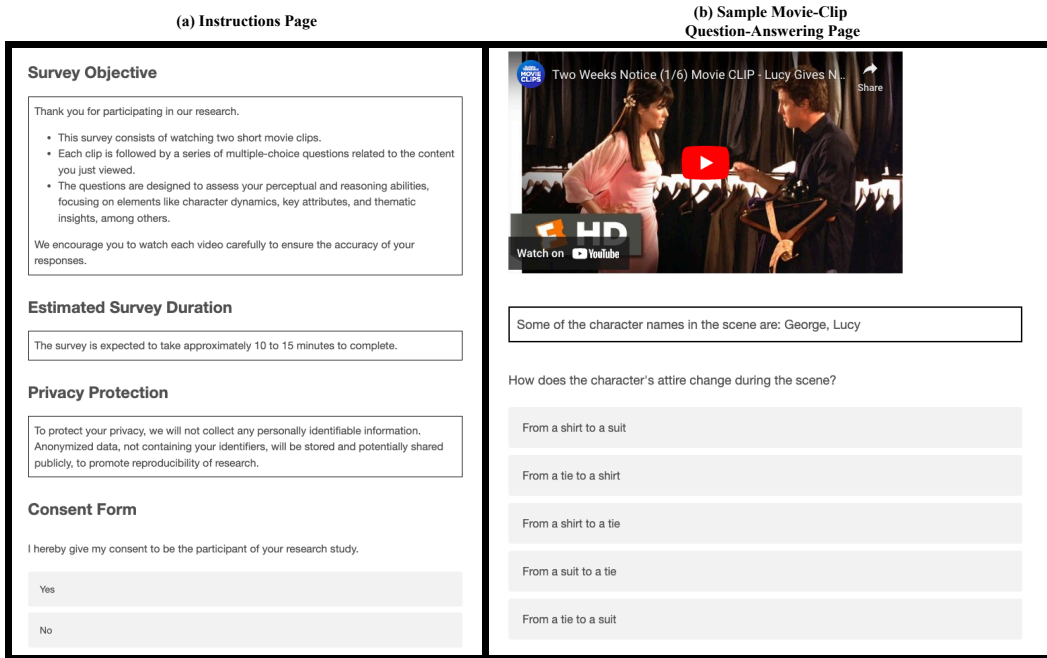 (a) Instructions Page
(b) Sample Movie-Clip
Question-Answering Page
Survey Objective
Thank you for participating in our research.
• This survey consists of watching two short movie clips.
• Each clip is followed by a series of multiple-choice questions related to the content
you just viewed.
• The questions are designed to assess your perceptual and reasoning abilities,
focusing on elements like character dynamics, key attributes, and thematic
insights, among others.
We encourage you to watch each video carefully to ensure the accuracy of your
responses.
Estimated Survey Duration
The survey is expected to take approximately 10 to 15 minutes to complete.
Privacy Protection
To protect your privacy, we will not collect any personally identifiable information.
Anonymized data, not containing your identifiers, will be stored and potentially shared
publicly, to promote reproducibility of research.
Consent Form
I hereby give my consent to be the participant of your research study.
Yes
No
MOVIE
CLIPS
Two Weeks Notice (1/6) Movie CLIP - Lucy Gives N...
Share
HD
Watch on YouTube
Some of the character names in the scene are: George, Lucy
How does the character's attire change during the scene?
From a shirt to a suit
From a tie to a shirt
From a shirt to a tie
From a suit to a tie
From a tie to a suit